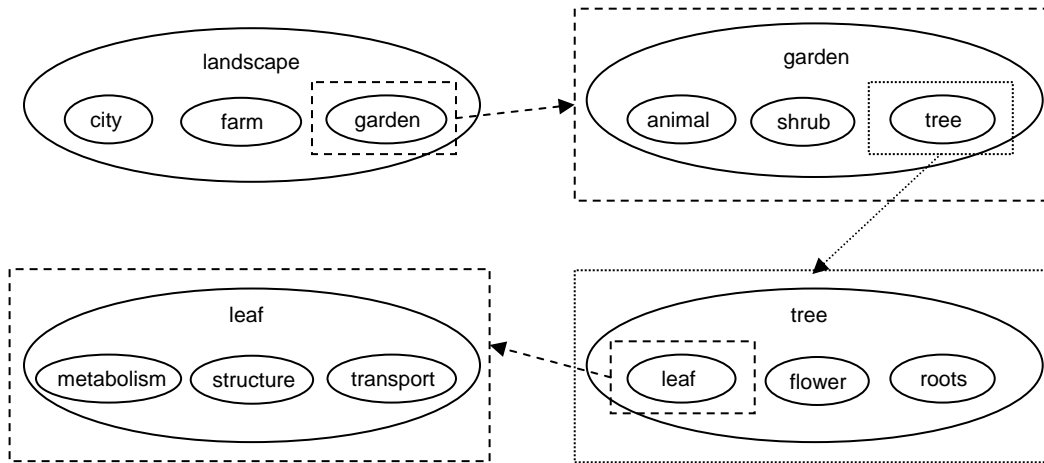 landscape
city
farm
garden
garden
animal
shrub
tree
tree
leaf
flower
roots
leaf
metabolism
structure
transport